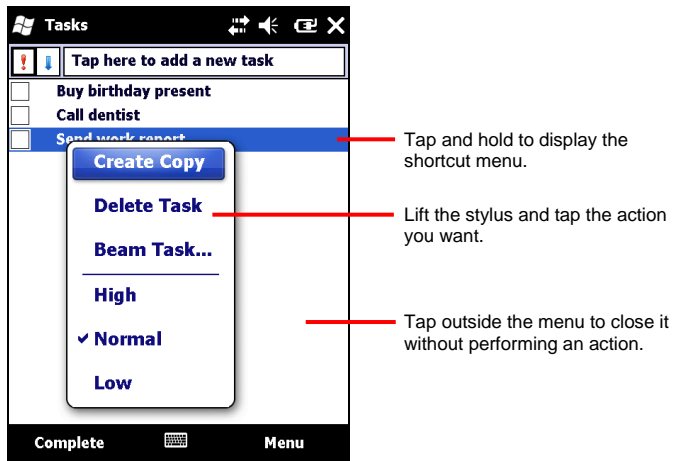 Tasks
Tap here to add a new task
Buy birthday present
Call dentist
Send work report
Create Copy
Delete Task
Beam Task...
High
Normal
Low
Complete
Menu
Tap and hold to display the
shortcut menu.
Lift the stylus and tap the action
you want.
Tap outside the menu to close it
without performing an action.